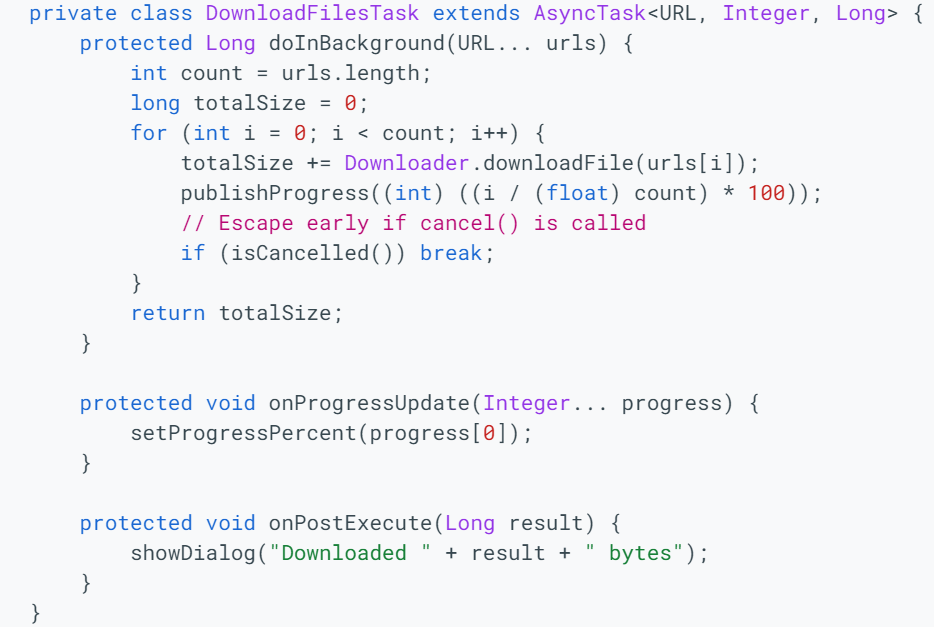 private class DownloadFilesTask extends AsyncTask<URL, Integer, Long> {
    protected Long doInBackground(URL... urls) {
        int count = urls.length;
        long totalSize = 0;
        for (int i = 0; i < count; i++) {
            totalSize += Downloader.downloadFile(urls[i]);
            publishProgress((int) ((i / (float) count) * 100));
            // Escape early if cancel() is called
            if (isCancelled()) break;
        }
        return totalSize;
    }

    protected void onProgressUpdate(Integer... progress) {
        setProgressPercent(progress[0]);
    }

    protected void onPostExecute(Long result) {
        showDialog("Downloaded " + result + " bytes");
    }
}